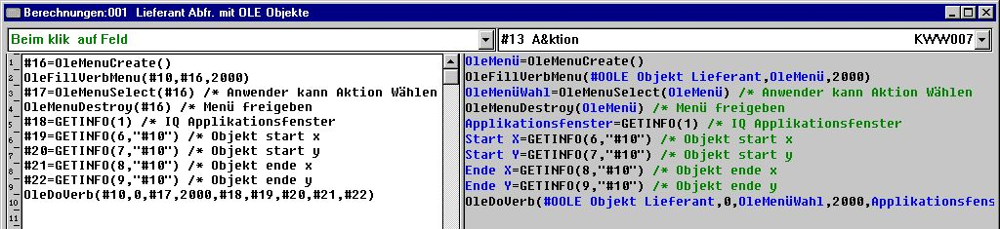 Berechnungen:001 Lieferant Abfr. mit OLE Objekte
Beim klik auf Feld
#13 A&ktion KWW007
1 #16=OleMenuCreate()
2 OleFillVerbMenu(#10,#16,2000)
3 #17=OleMenuSelect(#16) /* Anwender kann Aktion Wählen
4 OleMenuDestroy(#16) /* Menü freigeben
5 #18=GETINFO(1) /* IQ Applikationsfenster
6 #19=GETINFO(6,"#10") /* Objekt start x
7 #20=GETINFO(7,"#10") /* Objekt start y
8 #21=GETINFO(8,"#10") /* Objekt ende x
9 #22=GETINFO(9,"#10") /* Objekt ende y
10 OleDoVerb(#10,0,#17,2000,#18,#19,#20,#21,#22)
11
OleMenü=OleMenuCreate()
OleFillVerbMenu(#OOLE Objekt Lieferant,OleMenü,2000)
OleMenüWahl=OleMenuSelect(OleMenü) /* Anwender kann Aktion Wählen
OleMenuDestroy(OleMenü) /* Menü freigeben
Applikationsfenster=GETINFO(1) /* IQ Applikationsfenster
Start X=GETINFO(6,"#10") /* Objekt start x
Start Y=GETINFO(7,"#10") /* Objekt start y
Ende X=GETINFO(8,"#10") /* Objekt ende x
Ende Y=GETINFO(9,"#10") /* Objekt ende y
OleDoVerb(#OOLE Objekt Lieferant,0,OleMenüWahl,2000,Applikationsfens